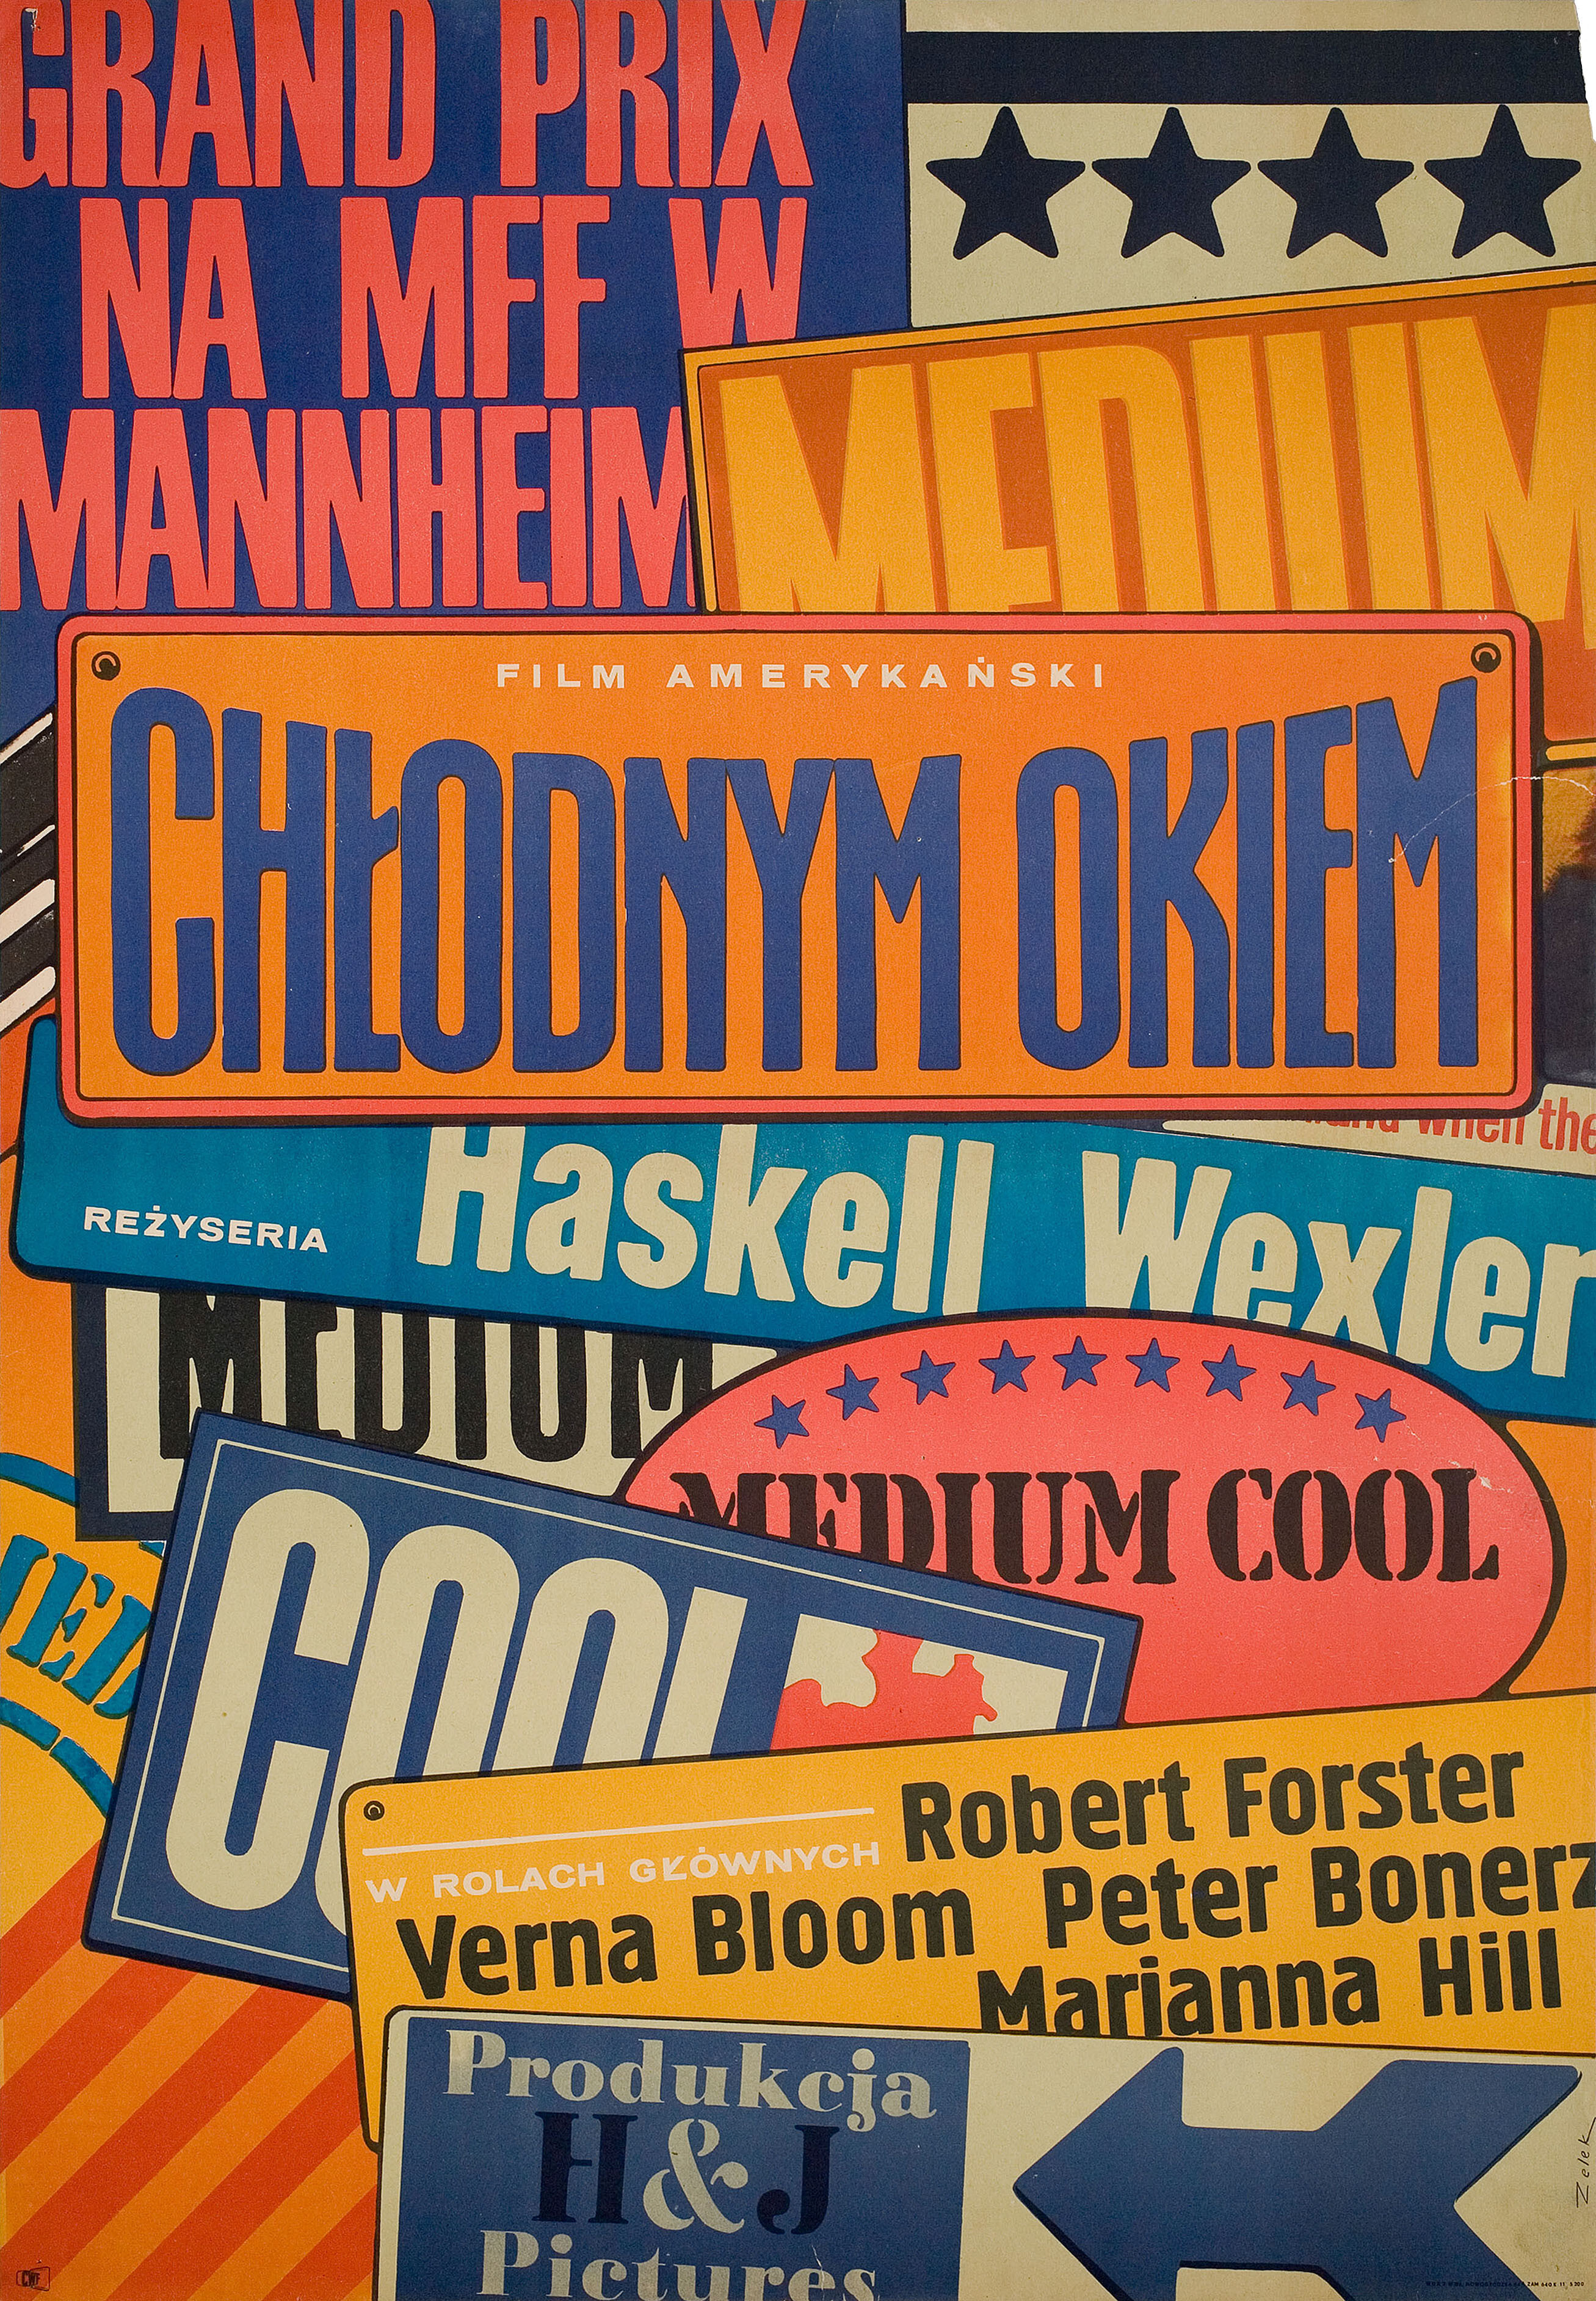 GRAND PRIX
NA MFF W
MANNHEIM
MEDIUM
FILM AMERYKAŃSKI
CHŁODNYM OKIEM
when the
REŻYSERIA
Haskell Wexler
MEDIUM
MEDIUM COOL
COOL
Robert Forster
W ROLACH GŁÓWNYCH
Peter Bonerz
Verna Bloom
Marianna Hill
Produkcja
H&J
Pictures
Zelek
CWF